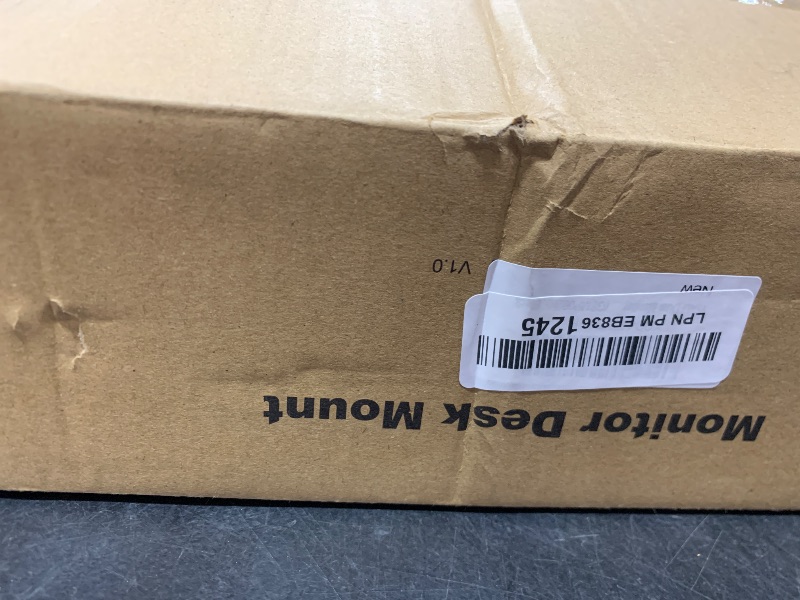 Monitor Desk Mount
LPN PM EB836 1245
New
V1.0